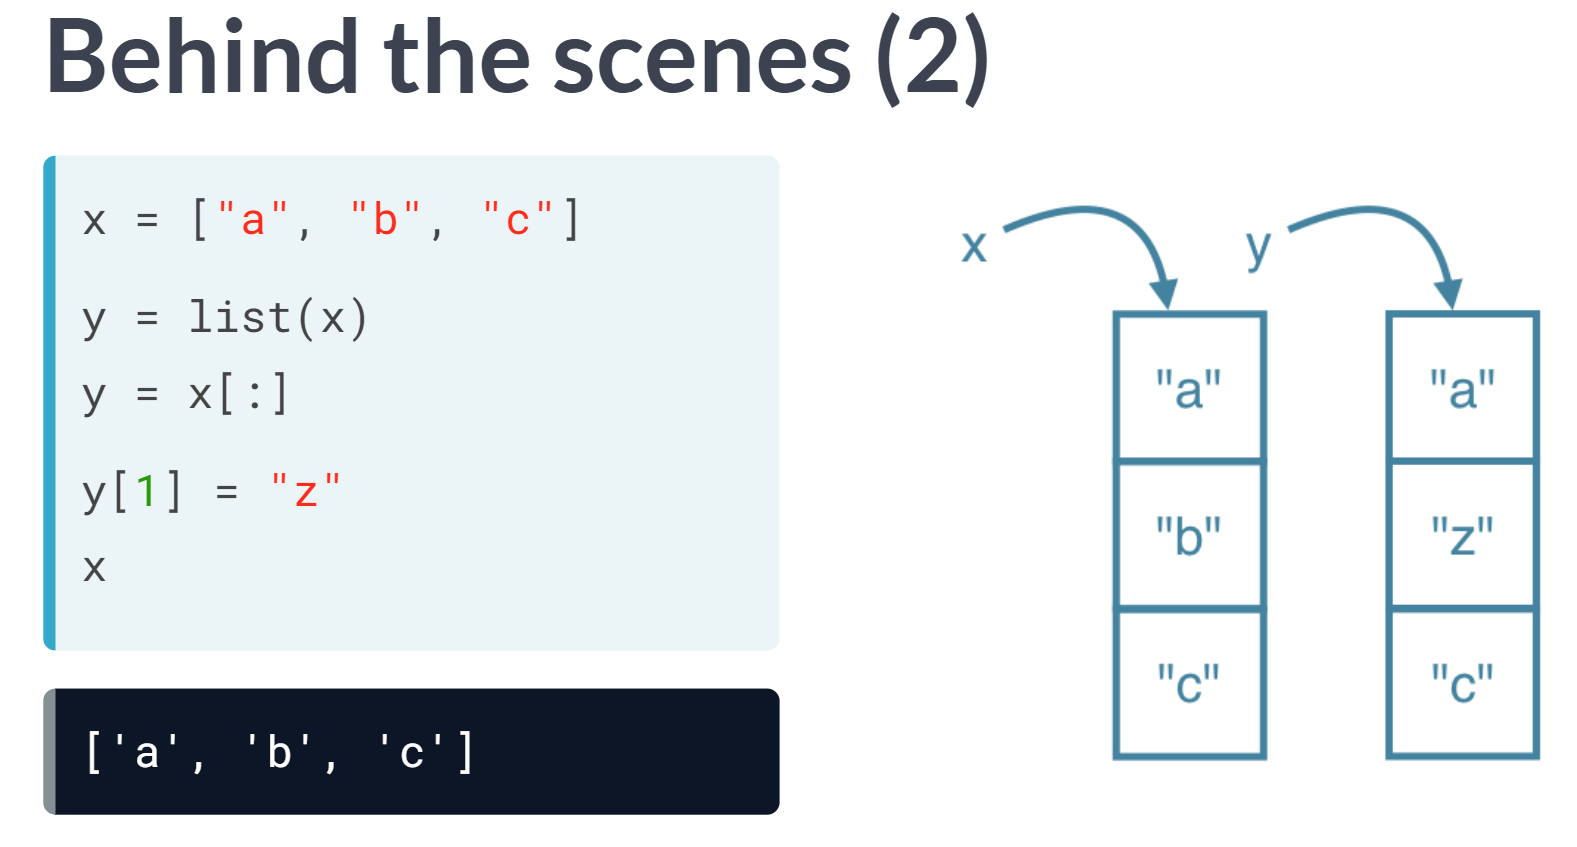 Behind the scenes (2)
x = ["a", "b", "c"]
y = list(x)
y = x[:]
y[1] = "z"
x
['a', 'b', 'c']
x
y
"a"
"b"
"c"
"a"
"z"
"c"